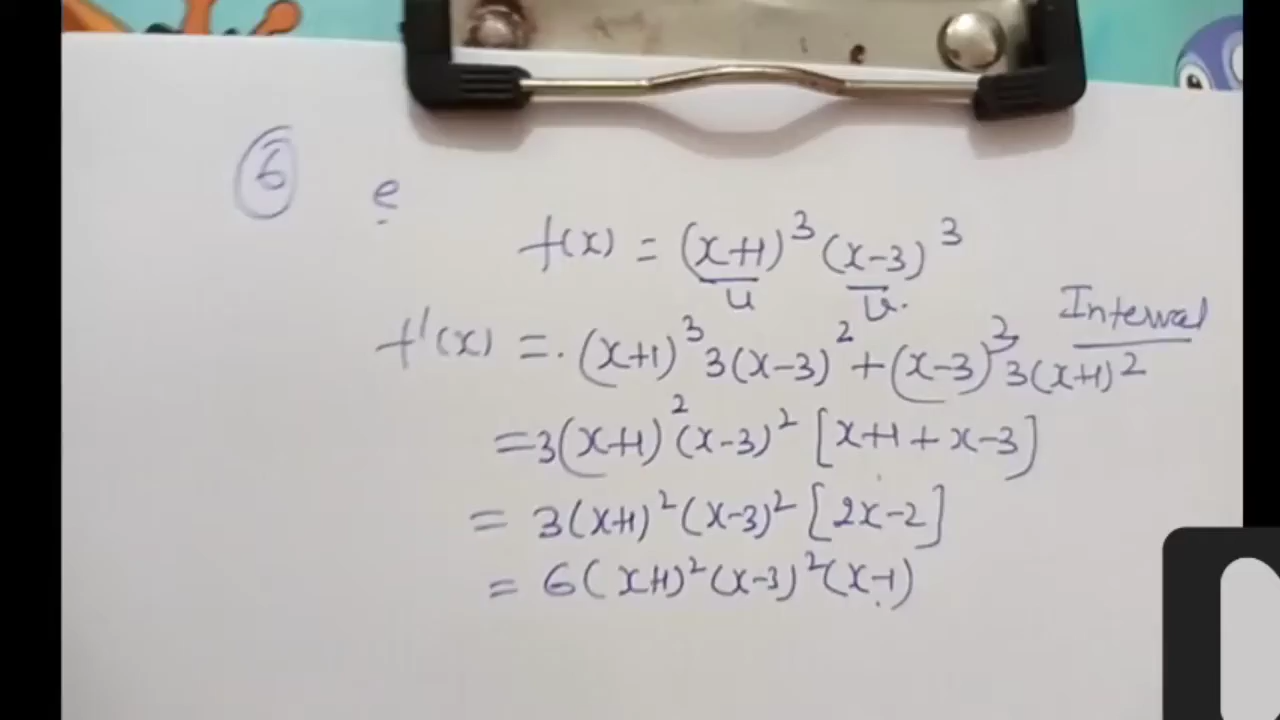 6 e
f(x) = (x+1)³ (x-3)³
u v.
Interval
f'(x) = (x+1)³ 3(x-3)² + (x-3)³ 3(x+1)²
= 3(x+1)² (x-3)² [x+1 + x-3]
= 3(x+1)² (x-3)² [2x-2]
= 6(x+1)² (x-3)² (x-1)